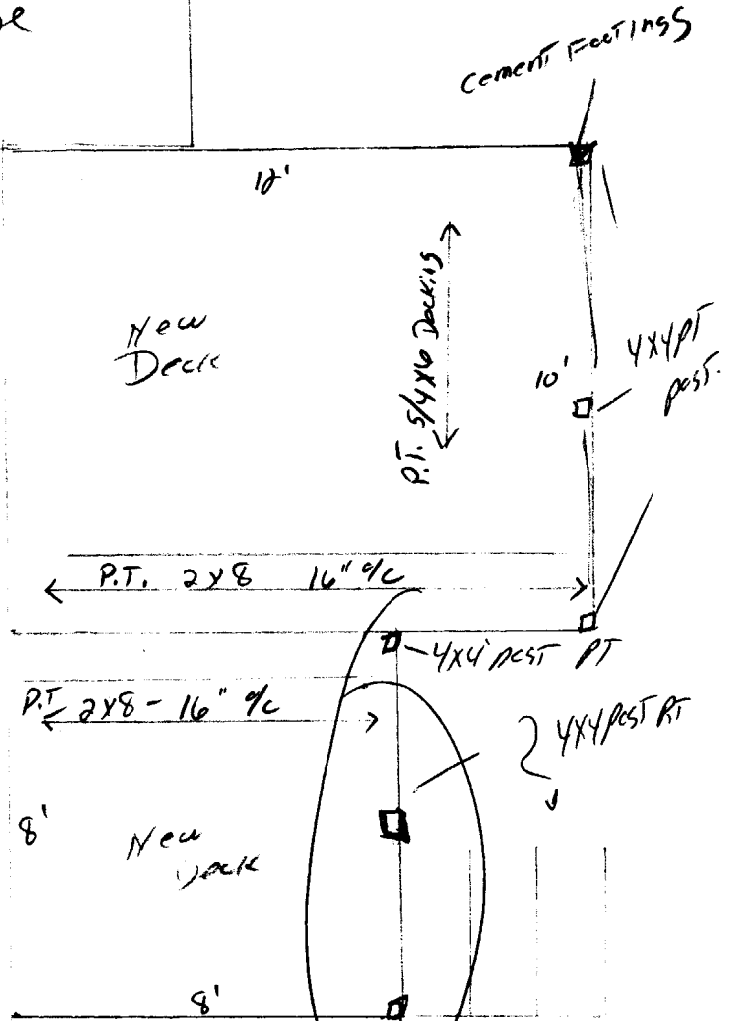 Cement Footings
12'
New
Deck
P.T. 5/4x6 Decking
10'
4x4 PT
post.
P.T. 2x8 16" o/c
4x4 post PT
P.T 2x8 - 16" o/c
4x4 post PT
8'
New
Deck
8'